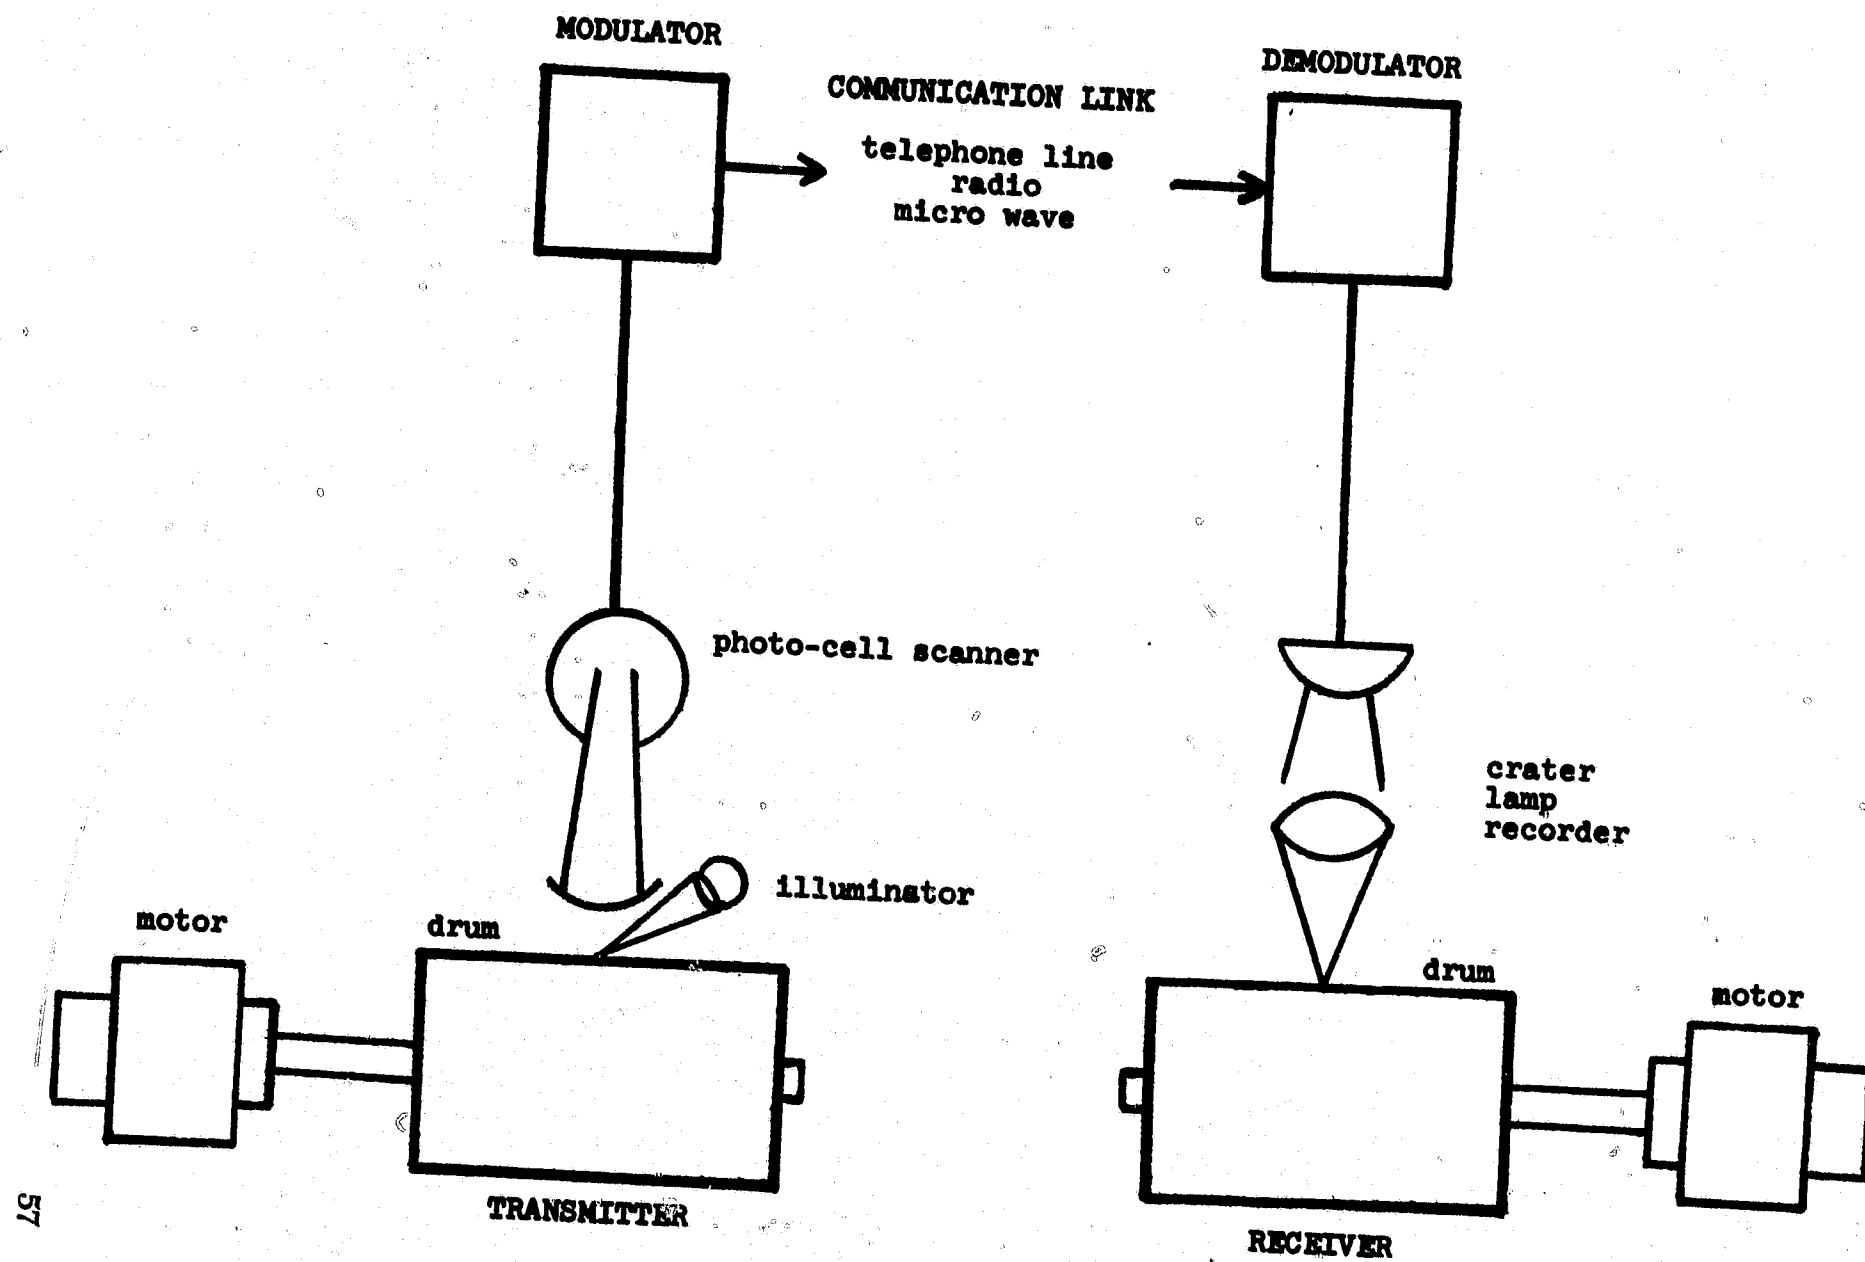 MODULATOR
COMMUNICATION LINK
telephone line
radio
micro wave
DEMODULATOR
photo-cell scanner
illuminator
motor
drum
TRANSMITTER
crater
lamp
recorder
drum
motor
RECEIVER
57